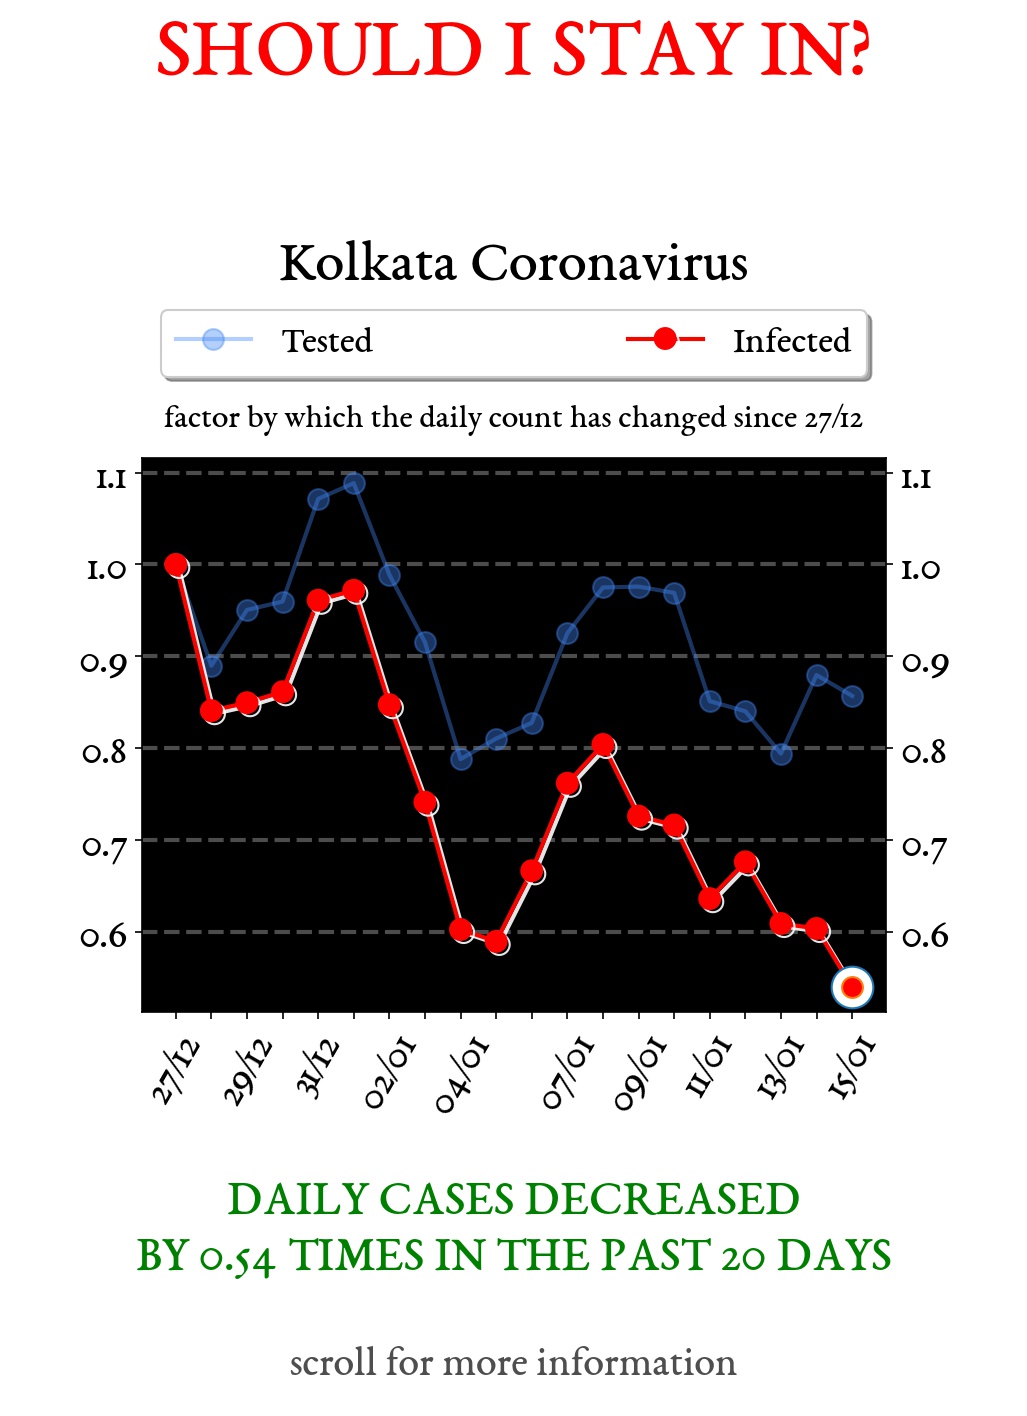 SHOULD I STAY IN?
Kolkata Coronavirus
Tested Infected
factor by which the daily count has changed since 27/12
1.1 1.1
1.0 1.0
0.9 0.9
0.8 0.8
0.7 0.7
0.6 0.6
27/12 29/12 31/12 02/01 04/01 07/01 09/01 11/01 13/01 15/01
DAILY CASES DECREASED
BY 0.54 TIMES IN THE PAST 20 DAYS
scroll for more information